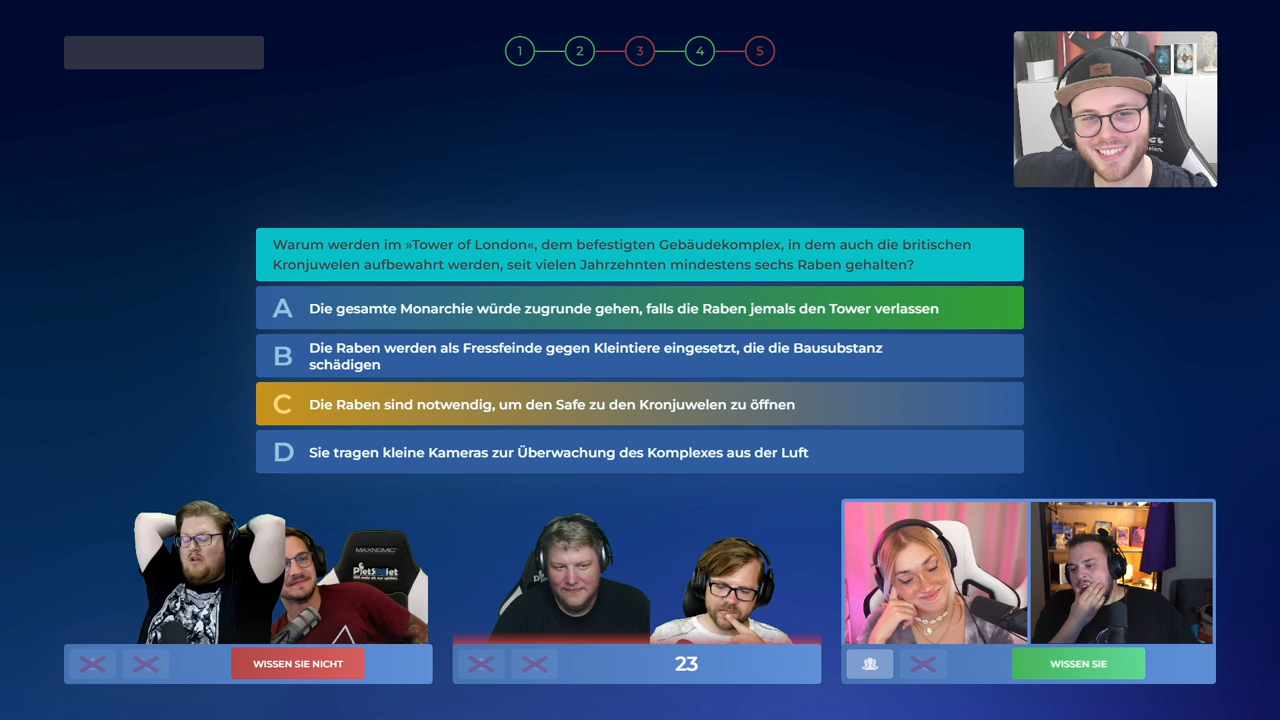 1 2 3 4 5
Warum werden im »Tower of London«, dem befestigten Gebäudekomplex, in dem auch die britischen
Kronjuwelen aufbewahrt werden, seit vielen Jahrzehnten mindestens sechs Raben gehalten?
A Die gesamte Monarchie würde zugrunde gehen, falls die Raben jemals den Tower verlassen
B Die Raben werden als Fressfeinde gegen Kleintiere eingesetzt, die die Bausubstanz
schädigen
C Die Raben sind notwendig, um den Safe zu den Kronjuwelen zu öffnen
D Sie tragen kleine Kameras zur Überwachung des Komplexes aus der Luft
MAXNOMIC
WISSEN SIE NICHT
23
WISSEN SIE